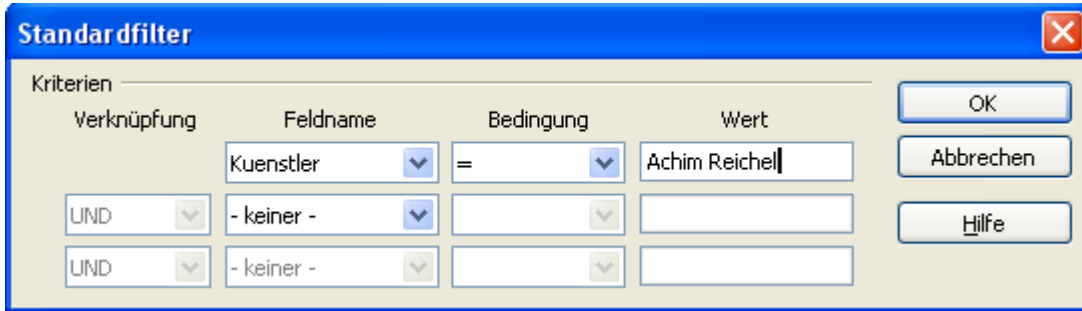 Standardfilter
Kriterien
Verknüpfung Feldname Bedingung Wert
Kuenstler = Achim Reichel
UND - keiner -
UND - keiner -
OK
Abbrechen
Hilfe